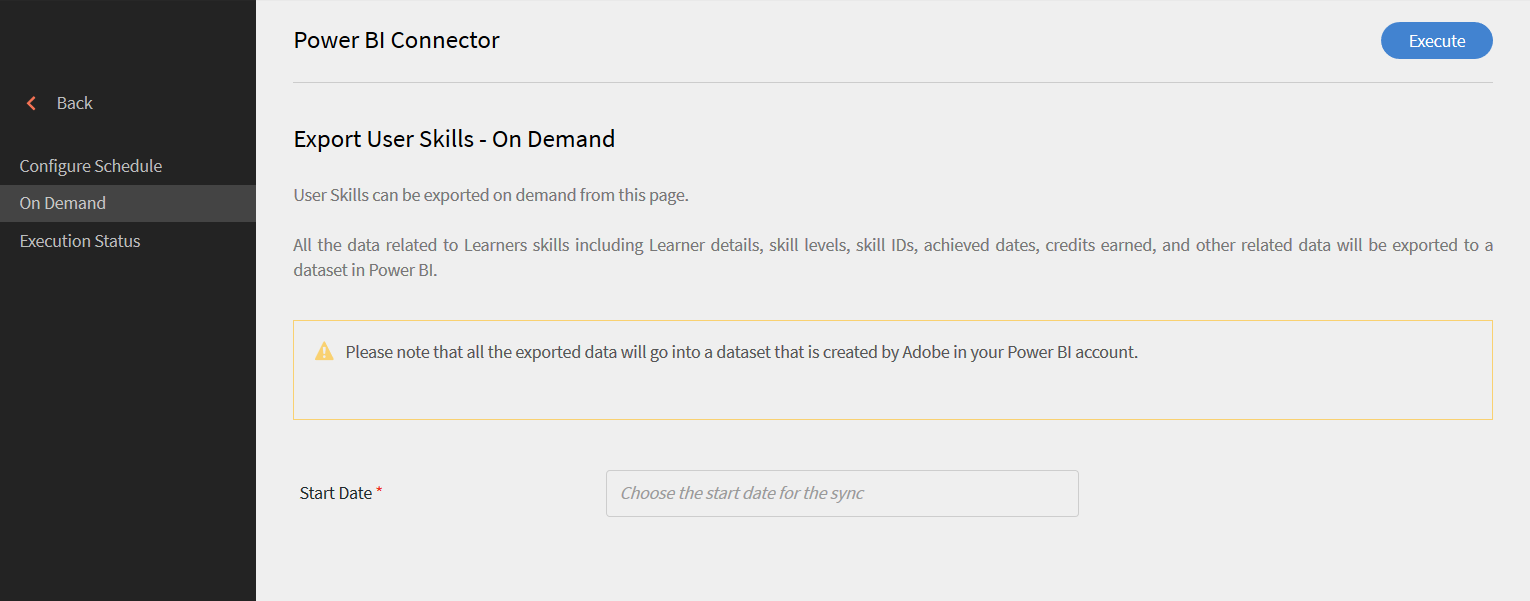 Power BI Connector
Execute
Back
Configure Schedule
On Demand
Execution Status
Export User Skills - On Demand
User Skills can be exported on demand from this page.
All the data related to Learners skills including Learner details, skill levels, skill IDs, achieved dates, credits earned, and other related data will be exported to a
dataset in Power BI.
Please note that all the exported data will go into a dataset that is created by Adobe in your Power BI account.
Start Date *
Choose the start date for the sync